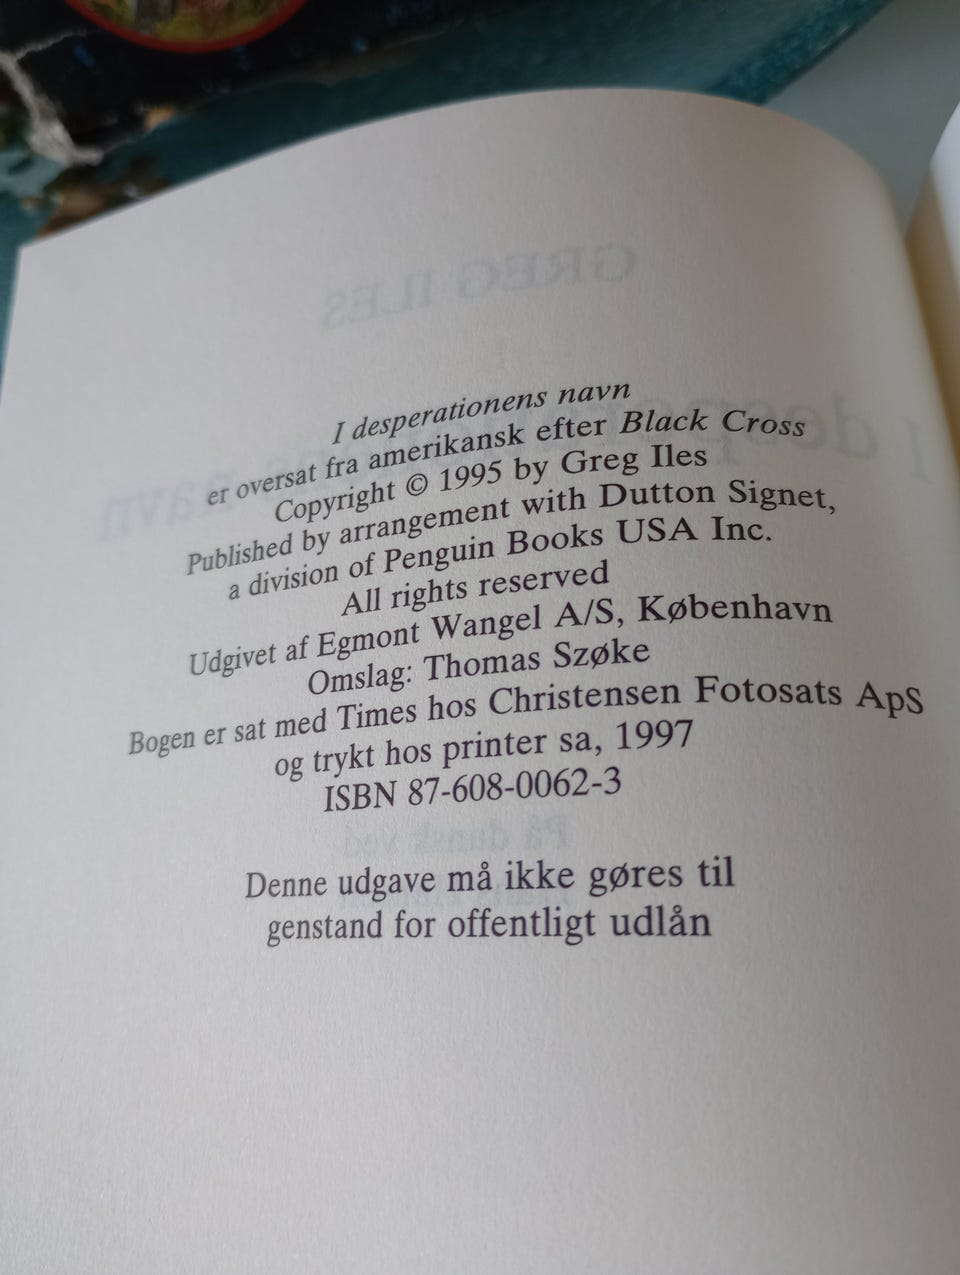 I desperationens navn
er oversat fra amerikansk efter Black Cross
Copyright © 1995 by Greg Iles
Published by arrangement with Dutton Signet,
a division of Penguin Books USA Inc.
All rights reserved
Udgivet af Egmont Wangel A/S, København
Omslag: Thomas Szøke
Bogen er sat med Times hos Christensen Fotosats ApS
og trykt hos printer sa, 1997
ISBN 87-608-0062-3
Denne udgave må ikke gøres til
genstand for offentligt udlån